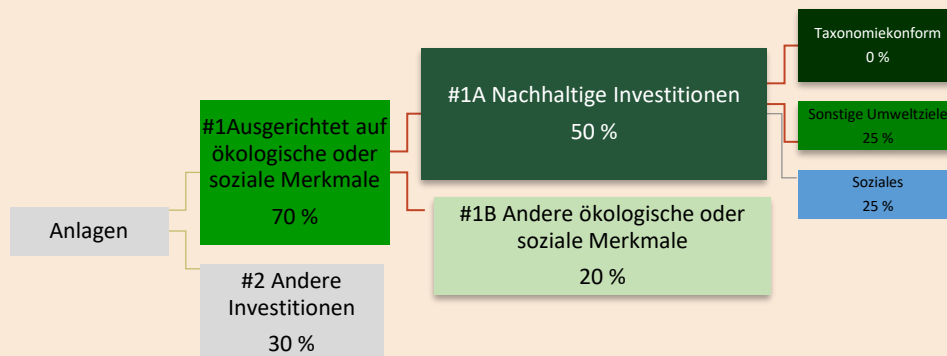 Anlagen
#1Ausgerichtet auf
ökologische oder
soziale Merkmale
70 %
#2 Andere
Investitionen
30 %
#1A Nachhaltige Investitionen
50 %
#1B Andere ökologische oder
soziale Merkmale
20 %
Taxonomiekonform
0 %
Sonstige Umweltziele
25 %
Soziales
25 %